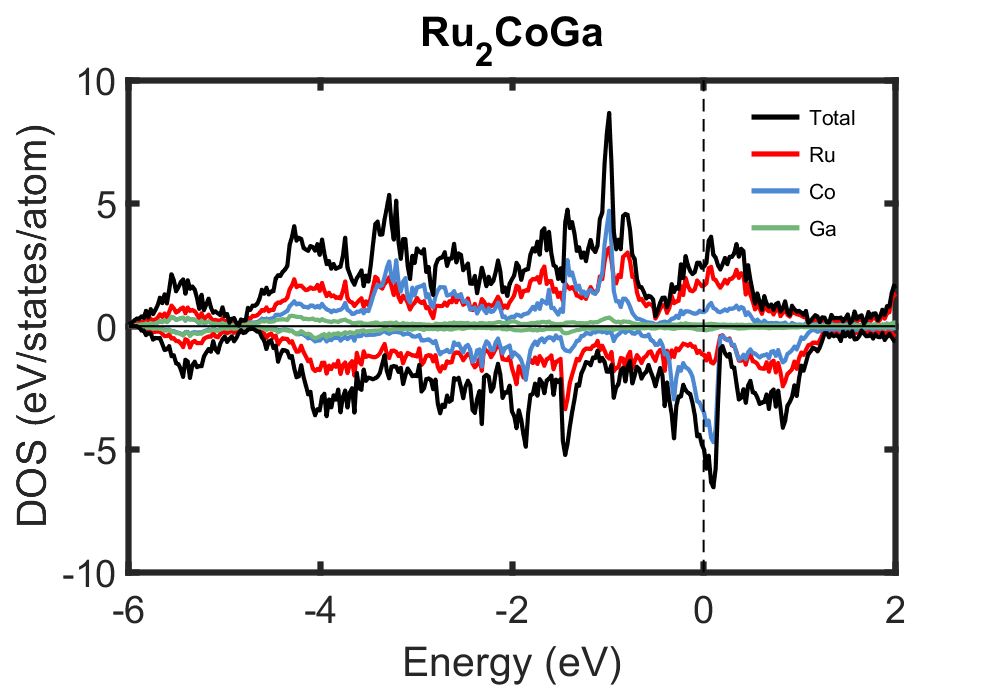 Ru₂CoGa
10
5
0
-5
-10
DOS (eV/states/atom)
Total
Ru
Co
Ga
-6 -4 -2 0 2
Energy (eV)